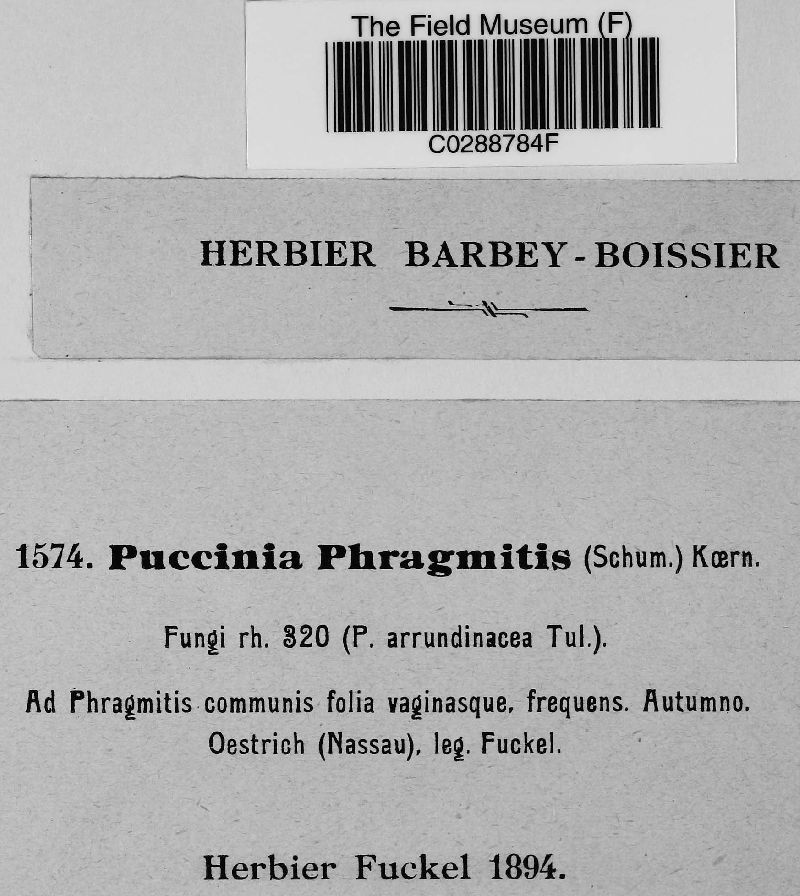 The Field Museum (F)
C0288784F
HERBIER BARBEY-BOISSIER
1574. Puccinia Phragmitis (Schum.) Kœrn.
Fungi rh. 320 (P. arrundinacea Tul.).
Ad Phragmitis communis folia vaginasque, frequens. Autumno.
Oestrich (Nassau), leg. Fuckel.
Herbier Fuckel 1894.